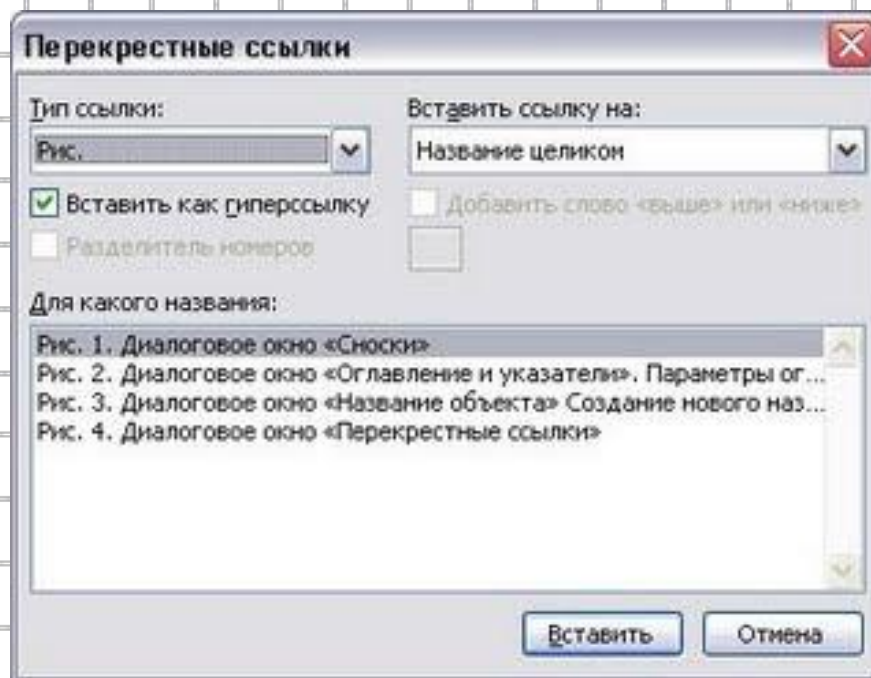 Перекрестные ссылки
Тип ссылки:
Вставить ссылку на:
Рис.
Название целиком
Вставить как гиперссылку
Добавить слово «выше» или «ниже»
Разделитель номеров
Для какого названия:
Рис. 1. Диалоговое окно «Сноски»
Рис. 2. Диалоговое окно «Оглавление и указатели». Параметры ог...
Рис. 3. Диалоговое окно «Название объекта» Создание нового наз...
Рис. 4. Диалоговое окно «Перекрестные ссылки»
Вставить
Отмена